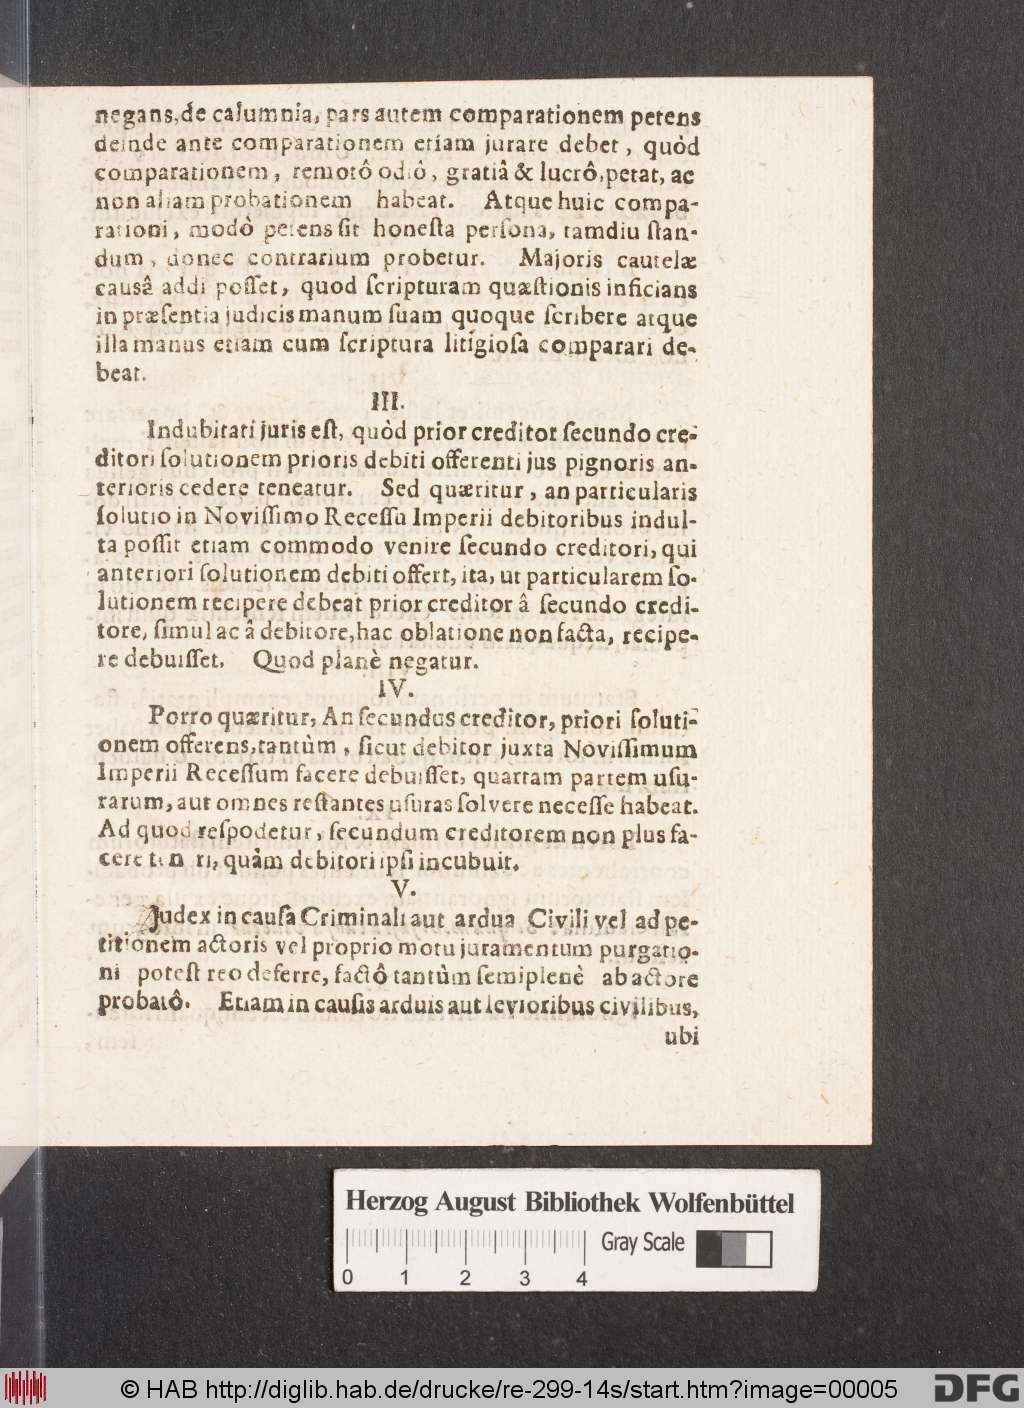 negans,de calumnia, pars autem comparationem petens
deinde ante comparationem etiam jurare debet, quòd
comparationem, remotô odiô, gratiâ & lucrô,petat, ac
non aliam probationem habeat. Atque huic compa-
rationi, modò petens sit honeſta perſona, tamdiu ſtan-
dum, donec contrarium probetur. Majoris cautelæ
causâ addi poſſet, quod ſcripturam quæſtionis inficians
in præſentia judicis manum ſuam quoque ſcribere atque
illa manus etiam cum ſcriptura litigioſa comparari de-
beat.
III.
Indubitati juris eſt, quòd prior creditor ſecundo cre-
ditori ſolutionem prioris debiti offerenti jus pignoris an-
terioris cedere teneatur. Sed quæritur, an particularis
ſolutio in Noviſſimo Receſſu Imperii debitoribus indul-
ta poſſit etiam commodo venire ſecundo creditori, qui
anteriori ſolutionem debiti offert, ita, ut particularem ſo-
lutionem recipere debeat prior creditor â ſecundo credi-
tore, ſimul ac â debitore,hac oblatione non facta, recipe-
re debuiſſet. Quod planè negatur.
IV.
Porro quæritur, An ſecundus creditor, priori ſoluti-
onem offerens,tantùm, ſicut debitor juxta Noviſſimum
Imperii Receſſum facere debuiſſet, quartam partem uſu-
rarum, aut omnes reſtantes uſuras ſolvere neceſſe habeat.
Ad quod reſpodetur, ſecundum creditorem non plus fa-
cere ri, quàm debitori ipſi incubuit.
V.
Judex in cauſa Criminali aut ardua Civili vel ad pe-
titionem actoris vel proprio motu juramentum purgatio-
ni poteſt reo deferre, factô tantùm ſemiplenè ab actore
probatô. Etiam in cauſis arduis aut levioribus civilibus,
ubi
Herzog August Bibliothek Wolfenbüttel
Gray Scale
0 1 2 3 4
© HAB http://diglib.hab.de/drucke/re-299-14s/start.htm?image=00005
DFG